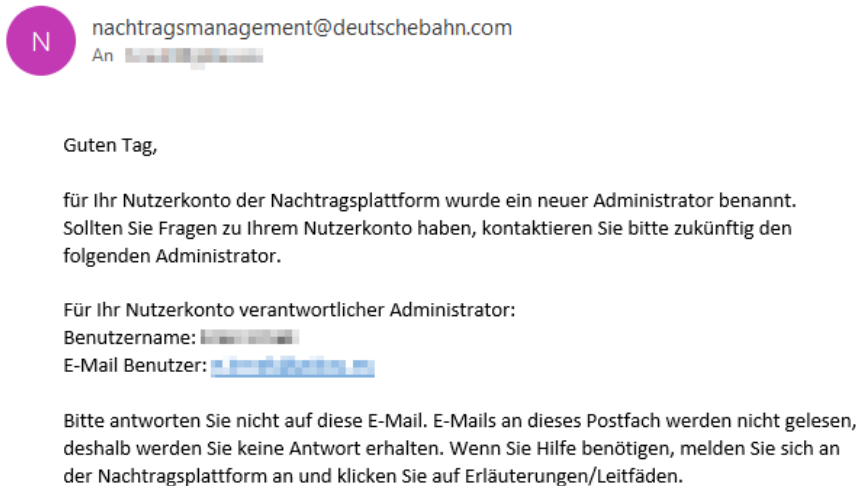 N
nachtragsmanagement@deutschebahn.com
An
Guten Tag,
für Ihr Nutzerkonto der Nachtragsplattform wurde ein neuer Administrator benannt.
Sollten Sie Fragen zu Ihrem Nutzerkonto haben, kontaktieren Sie bitte zukünftig den
folgenden Administrator.
Für Ihr Nutzerkonto verantwortlicher Administrator:
Benutzername:
E-Mail Benutzer:
Bitte antworten Sie nicht auf diese E-Mail. E-Mails an dieses Postfach werden nicht gelesen,
deshalb werden Sie keine Antwort erhalten. Wenn Sie Hilfe benötigen, melden Sie sich an
der Nachtragsplattform an und klicken Sie auf Erläuterungen/Leitfäden.